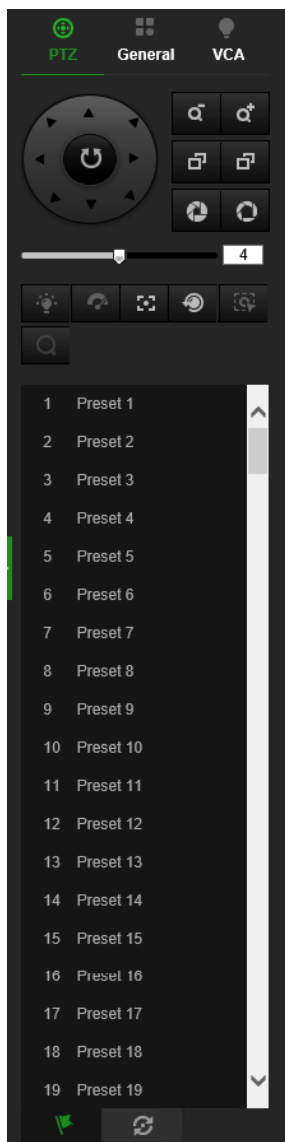 PTZ General VCA
4
1 Preset 1
2 Preset 2
3 Preset 3
4 Preset 4
5 Preset 5
6 Preset 6
7 Preset 7
8 Preset 8
9 Preset 9
10 Preset 10
11 Preset 11
12 Preset 12
13 Preset 13
14 Preset 14
15 Preset 15
16 Preset 16
17 Preset 17
18 Preset 18
19 Preset 19